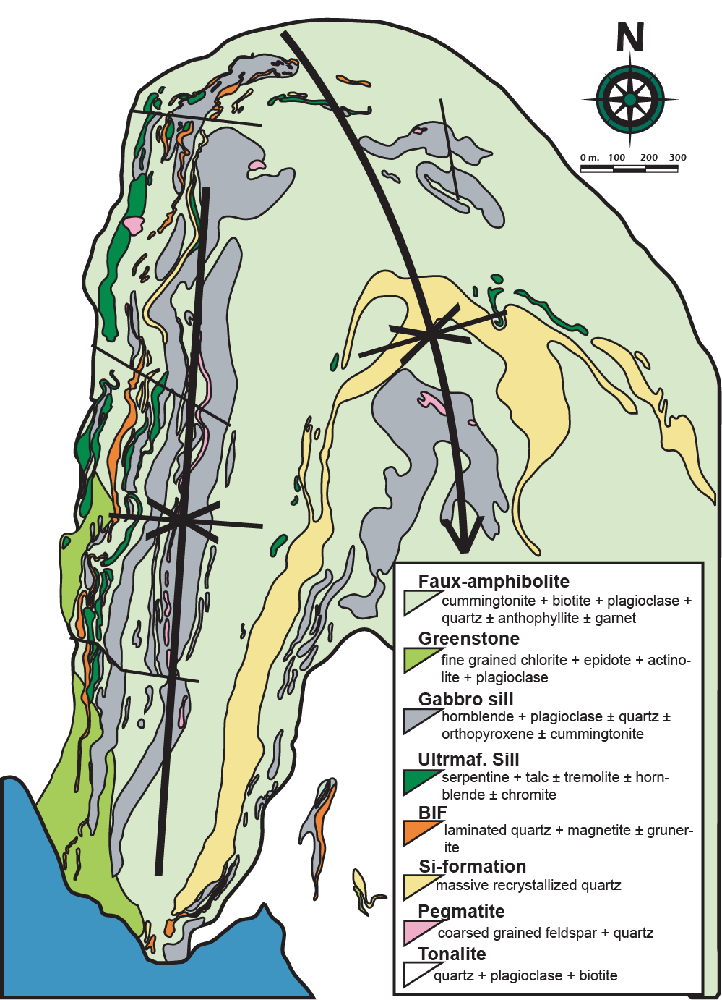 N
0 m. 100 200 300
Faux-amphibolite
cummingtonite + biotite + plagioclase +
quartz ± anthophyllite ± garnet
Greenstone
fine grained chlorite + epidote + actino-
lite + plagioclase
Gabbro sill
hornblende + plagioclase ± quartz ±
orthopyroxene ± cummingtonite
Ultrmaf. Sill
serpentine + talc ± tremolite ± horn-
blende ± chromite
BIF
laminated quartz + magnetite ± gruner-
ite
Si-formation
massive recrystallized quartz
Pegmatite
coarsed grained feldspar + quartz
Tonalite
quartz + plagioclase + biotite